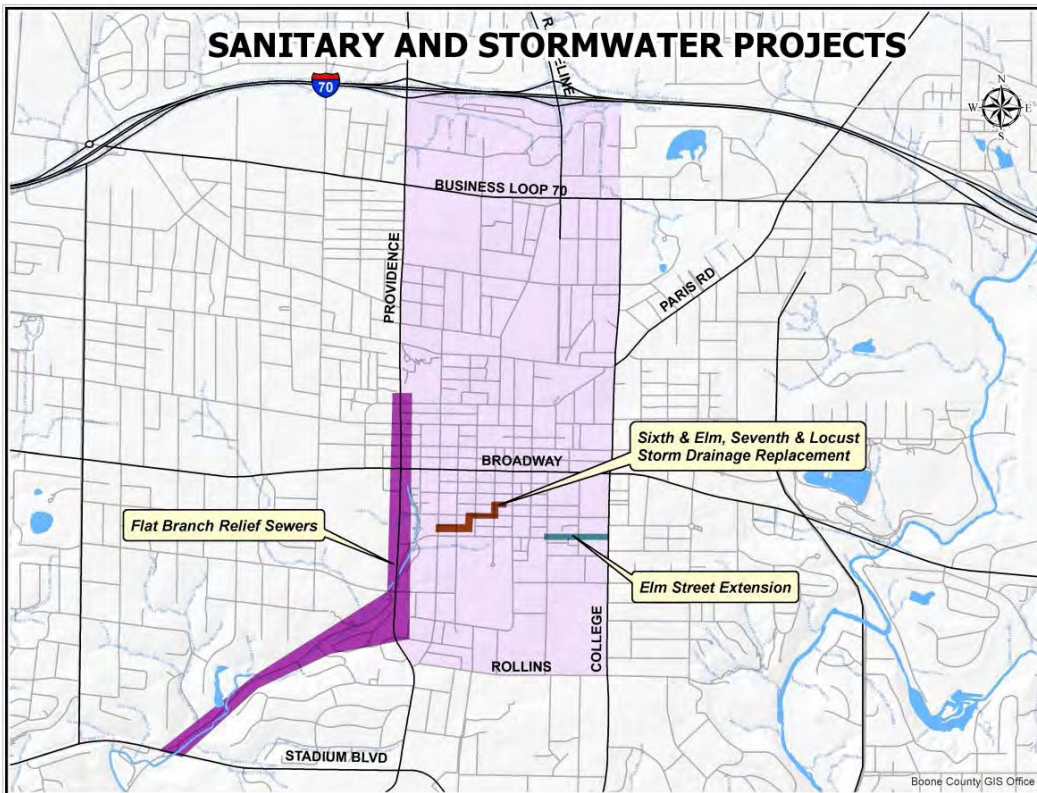 SANITARY AND STORMWATER PROJECTS
70
N
W
E
S
BUSINESS LOOP 70
PROVIDENCE
PARIS RD
Sixth & Elm, Seventh & Locust
Storm Drainage Replacement
BROADWAY
Flat Branch Relief Sewers
Elm Street Extension
COLLEGE
ROLLINS
STADIUM BLVD
Boone County GIS Office